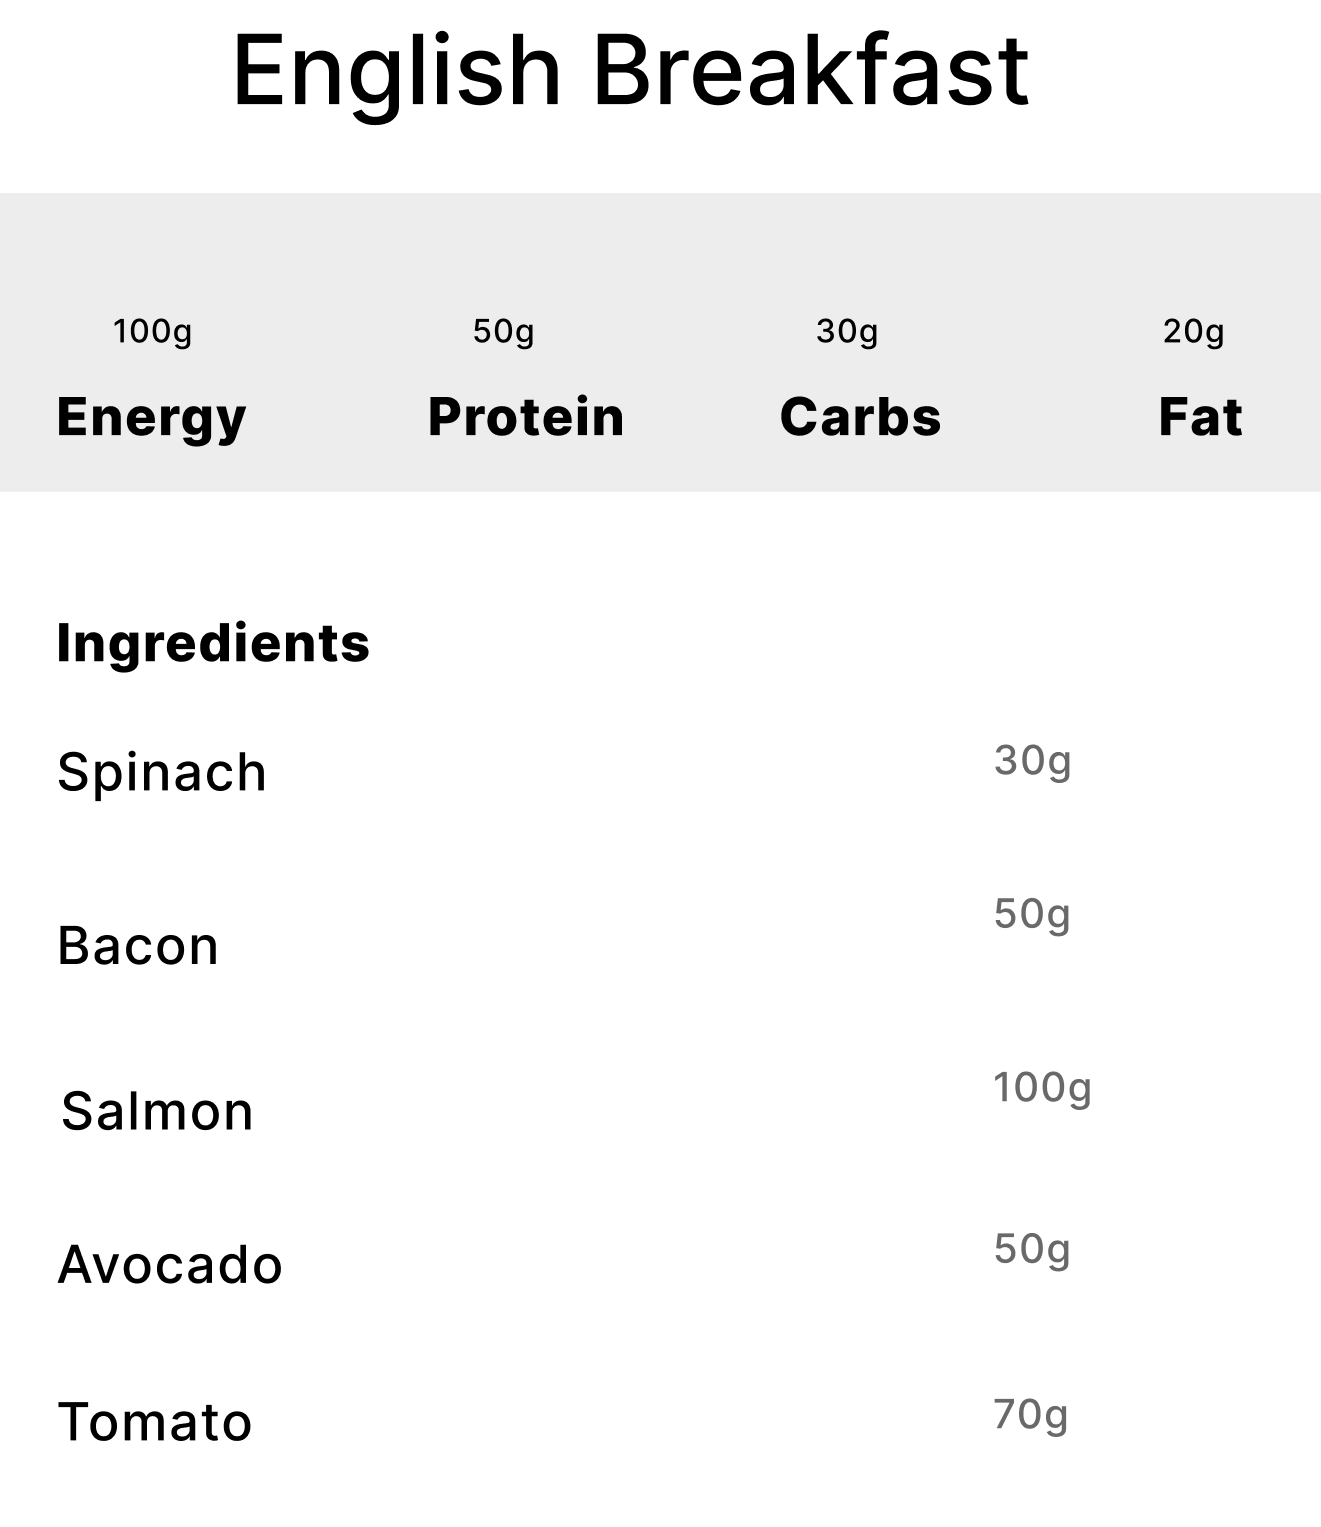 English Breakfast
100g 50g 30g 20g
Energy Protein Carbs Fat
Ingredients
Spinach 30g
Bacon 50g
Salmon 100g
Avocado 50g
Tomato 70g